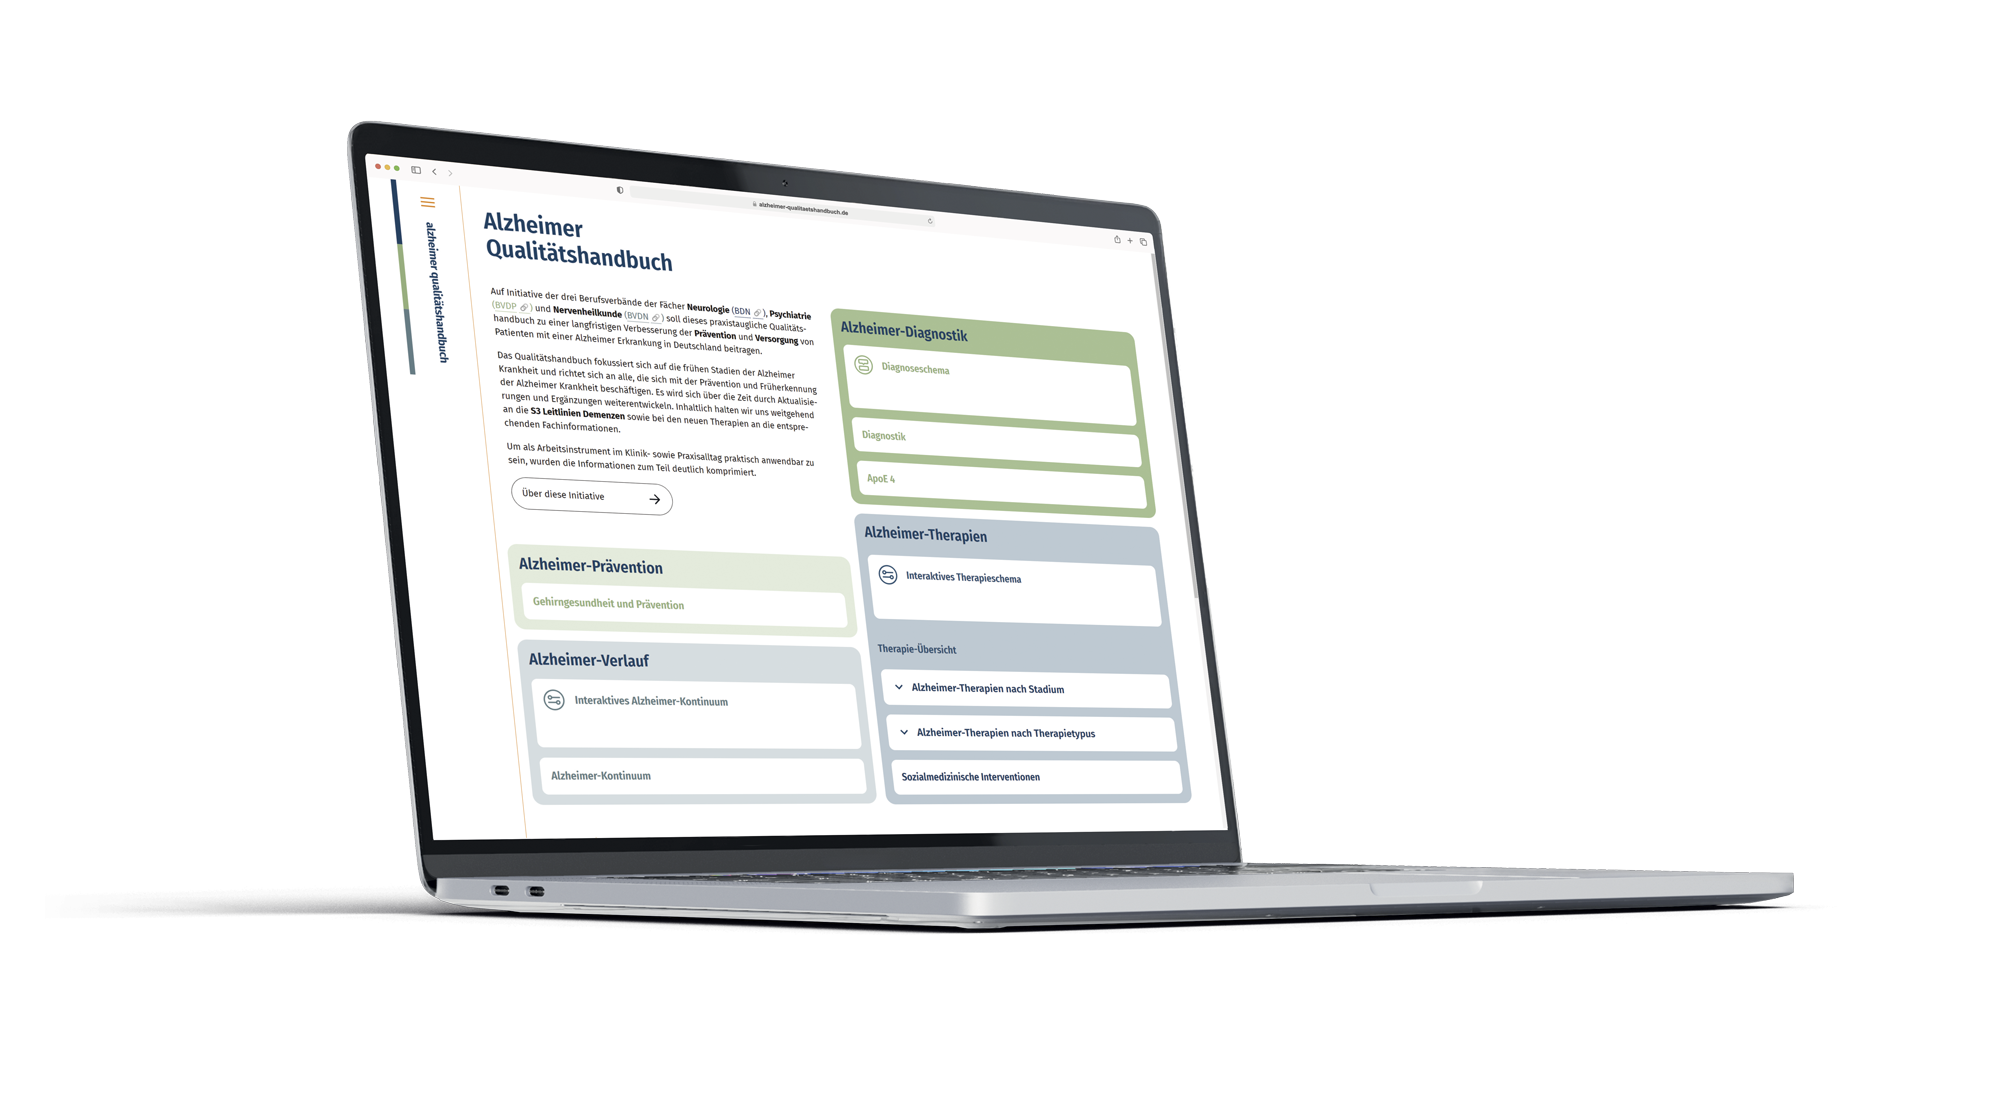 alzheimer-qualitaetshandbuch.de
alzheimer qualitätshandbuch
Alzheimer
Qualitätshandbuch
Auf Initiative der drei Berufsverbände der Fächer Neurologie (BDN), Psychiatrie
(BVDP) und Nervenheilkunde (BVDN) soll dieses praxistaugliche Qualitäts-
handbuch zu einer langfristigen Verbesserung der Prävention und Versorgung von
Patienten mit einer Alzheimer Erkrankung in Deutschland beitragen.
Das Qualitätshandbuch fokussiert sich auf die frühen Stadien der Alzheimer
Krankheit und richtet sich an alle, die sich mit der Prävention und Früherkennung
der Alzheimer Krankheit beschäftigen. Es wird sich über die Zeit durch Aktualisie-
rungen und Ergänzungen weiterentwickeln. Inhaltlich halten wir uns weitgehend
an die S3 Leitlinien Demenzen sowie bei den neuen Therapien an die entspre-
chenden Fachinformationen.
Um als Arbeitsinstrument im Klinik- sowie Praxisalltag praktisch anwendbar zu
sein, wurden die Informationen zum Teil deutlich komprimiert.
Über diese Initiative
Alzheimer-Prävention
Gehirngesundheit und Prävention
Alzheimer-Verlauf
Interaktives Alzheimer-Kontinuum
Alzheimer-Kontinuum
Alzheimer-Diagnostik
Diagnoseschema
Diagnostik
ApoE 4
Alzheimer-Therapien
Interaktives Therapieschema
Therapie-Übersicht
Alzheimer-Therapien nach Stadium
Alzheimer-Therapien nach Therapietypus
Sozialmedizinische Interventionen